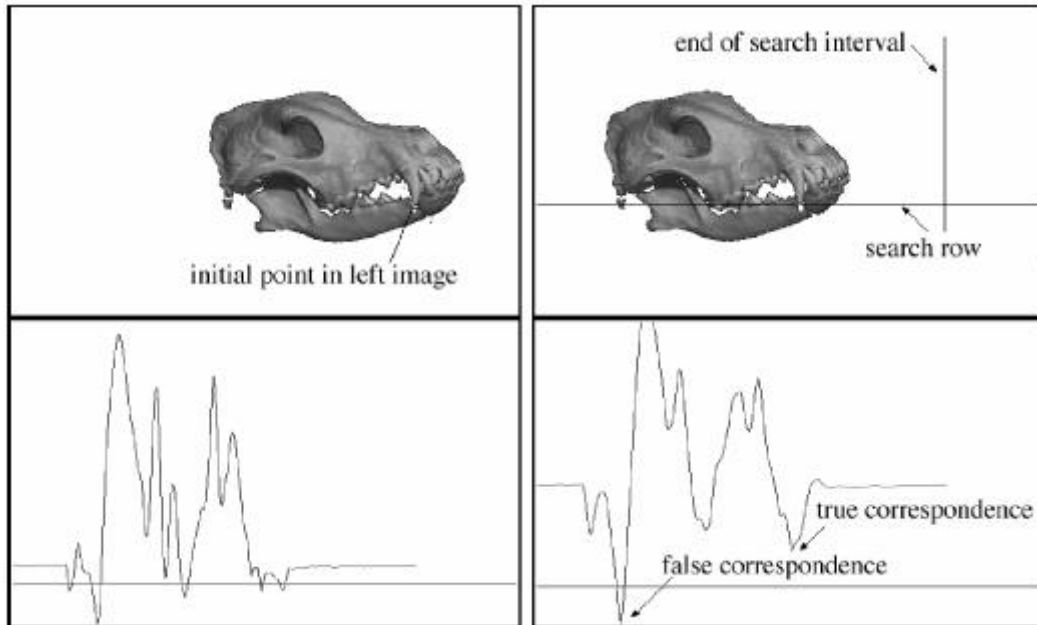 end of search interval
search row
initial point in left image
true correspondence
false correspondence